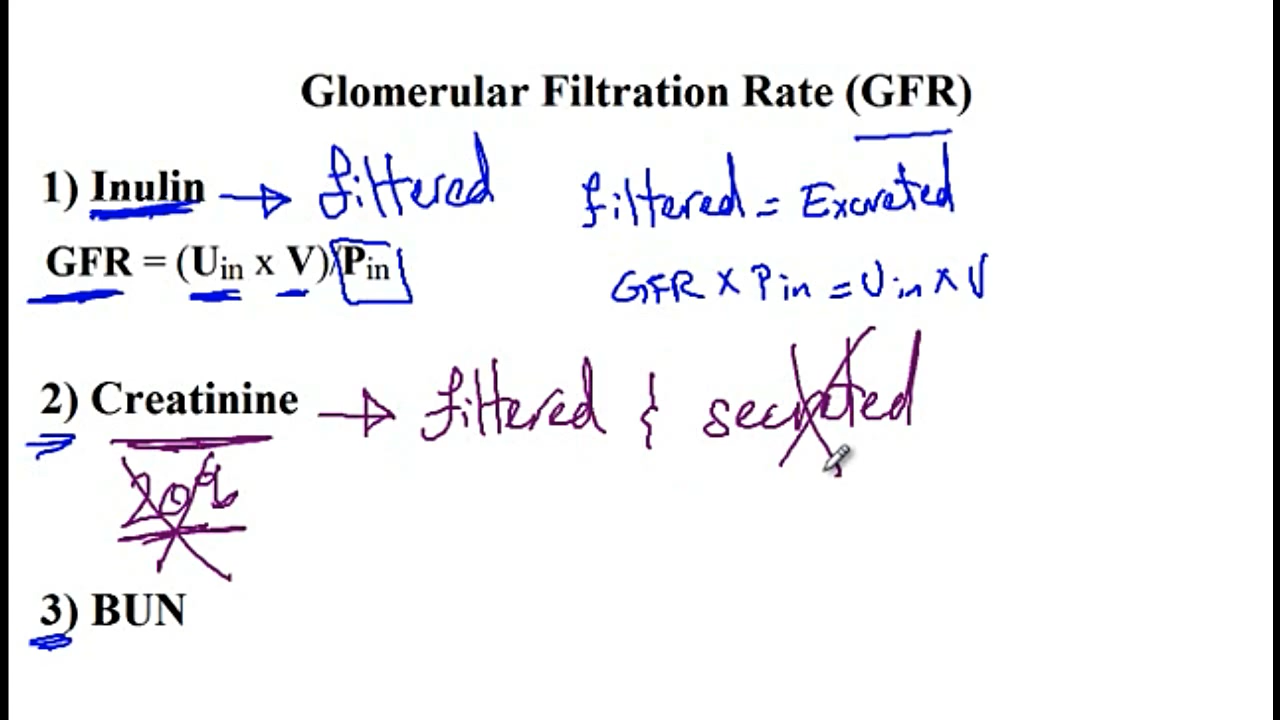 Glomerular Filtration Rate (GFR)
1) Inulin → filtered filtered = Excreted
GFR = (Uin x V)/Pin
GFR x Pin = Uin x V
2) Creatinine → filtered & secreted
20%
3) BUN